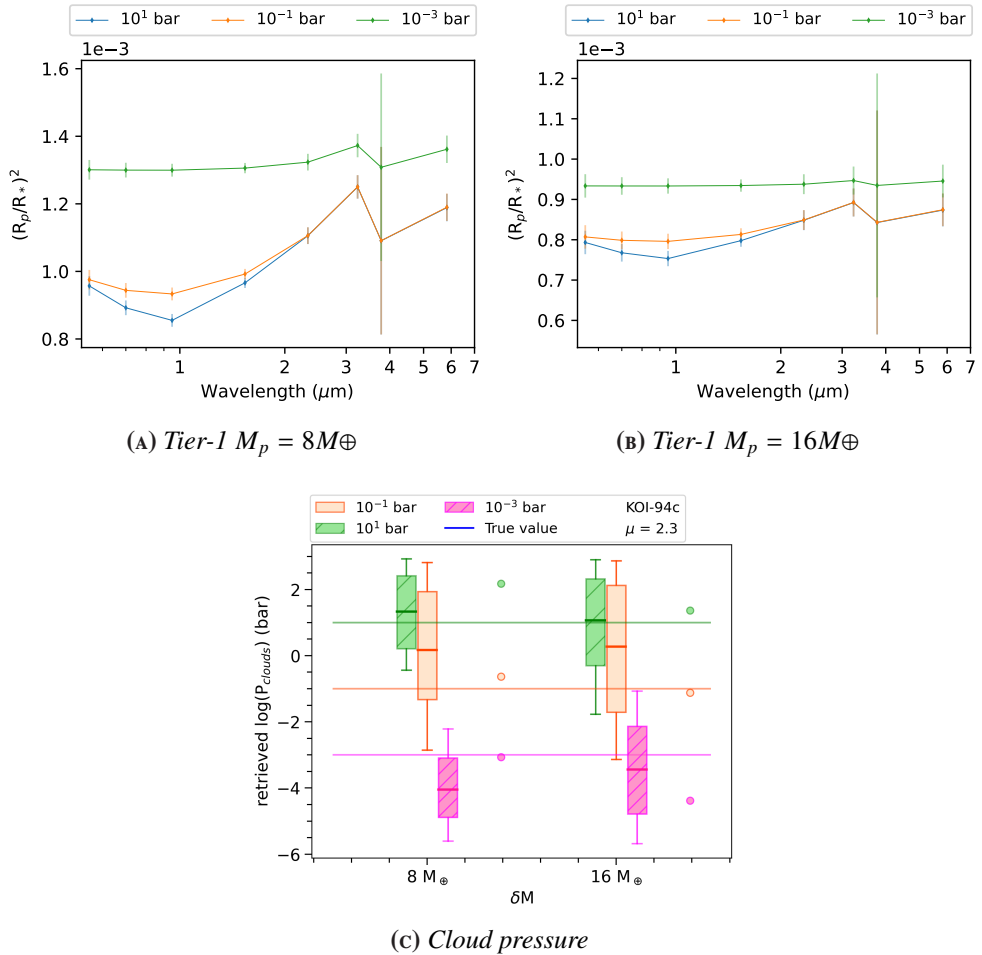 10¹ bar 10⁻¹ bar 10⁻³ bar
1e−3
(Rₚ/R*)²
1.6
1.4
1.2
1.0
0.8
1 2 3 4 5 6 7
Wavelength (μm)
(A) Tier-1 Mₚ = 8M⊕
10¹ bar 10⁻¹ bar 10⁻³ bar
1e−3
(Rₚ/R*)²
1.2
1.1
1.0
0.9
0.8
0.7
0.6
1 2 3 4 5 6 7
Wavelength (μm)
(B) Tier-1 Mₚ = 16M⊕
10⁻¹ bar 10⁻³ bar KOI-94c
10¹ bar True value μ = 2.3
retrieved log(P_clouds) (bar)
2
0
−2
−4
−6
8 M⊕ 16 M⊕
δM
(C) Cloud pressure